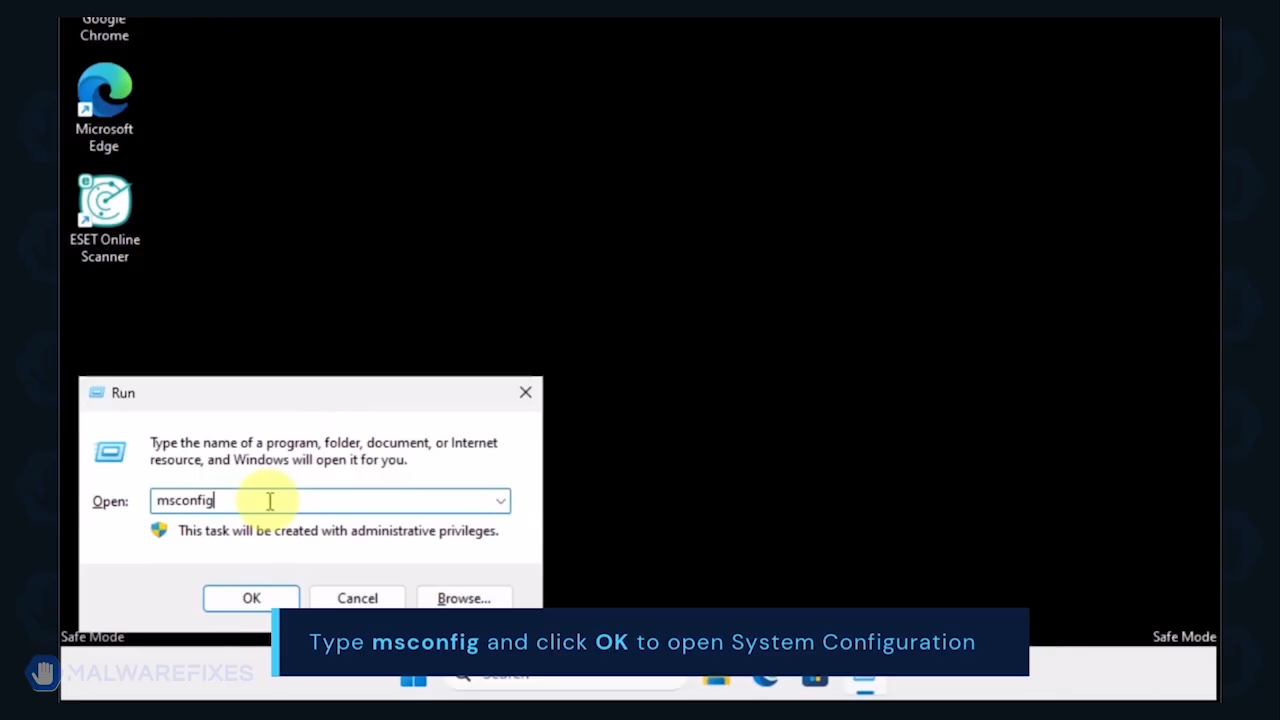 Google
Chrome
Microsoft
Edge
ESET Online
Scanner
Run
Type the name of a program, folder, document, or Internet
resource, and Windows will open it for you.
Open: msconfig
This task will be created with administrative privileges.
OK Cancel Browse...
Safe Mode
Safe Mode
Type msconfig and click OK to open System Configuration
MALWAREFIXES
Search